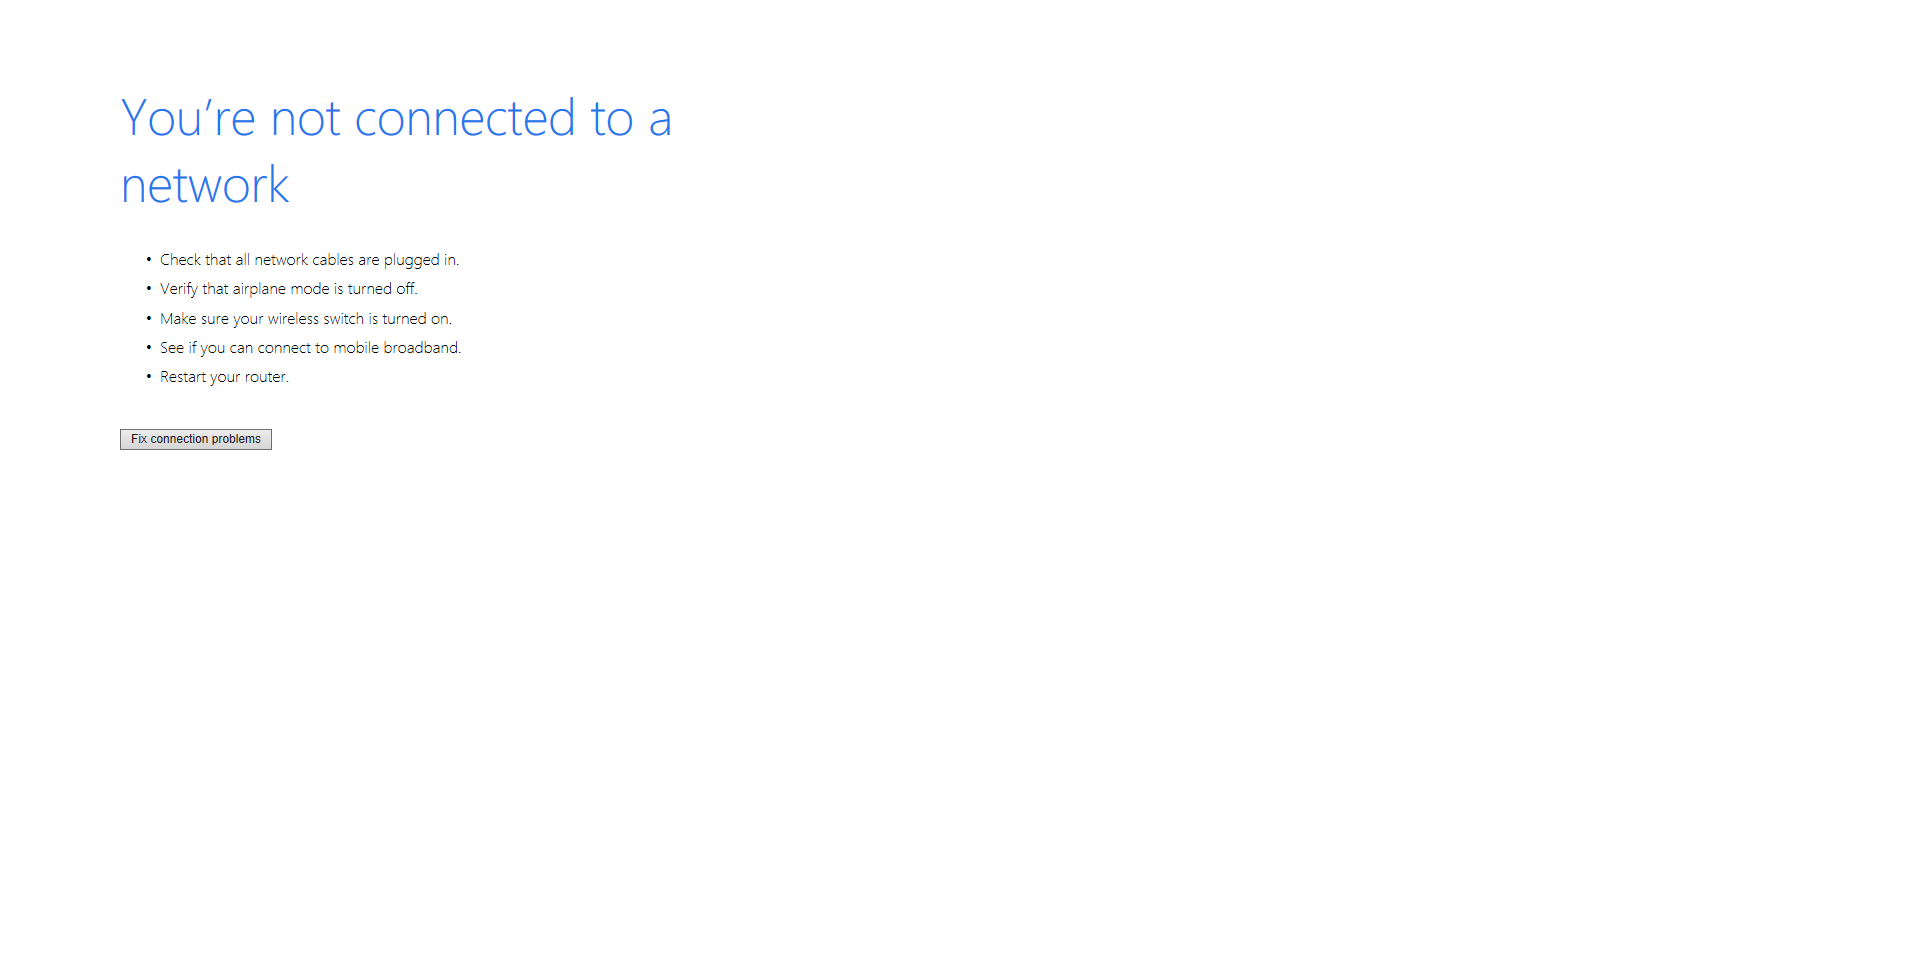 You’re not connected to a
network
• Check that all network cables are plugged in.
• Verify that airplane mode is turned off.
• Make sure your wireless switch is turned on.
• See if you can connect to mobile broadband.
• Restart your router.
Fix connection problems